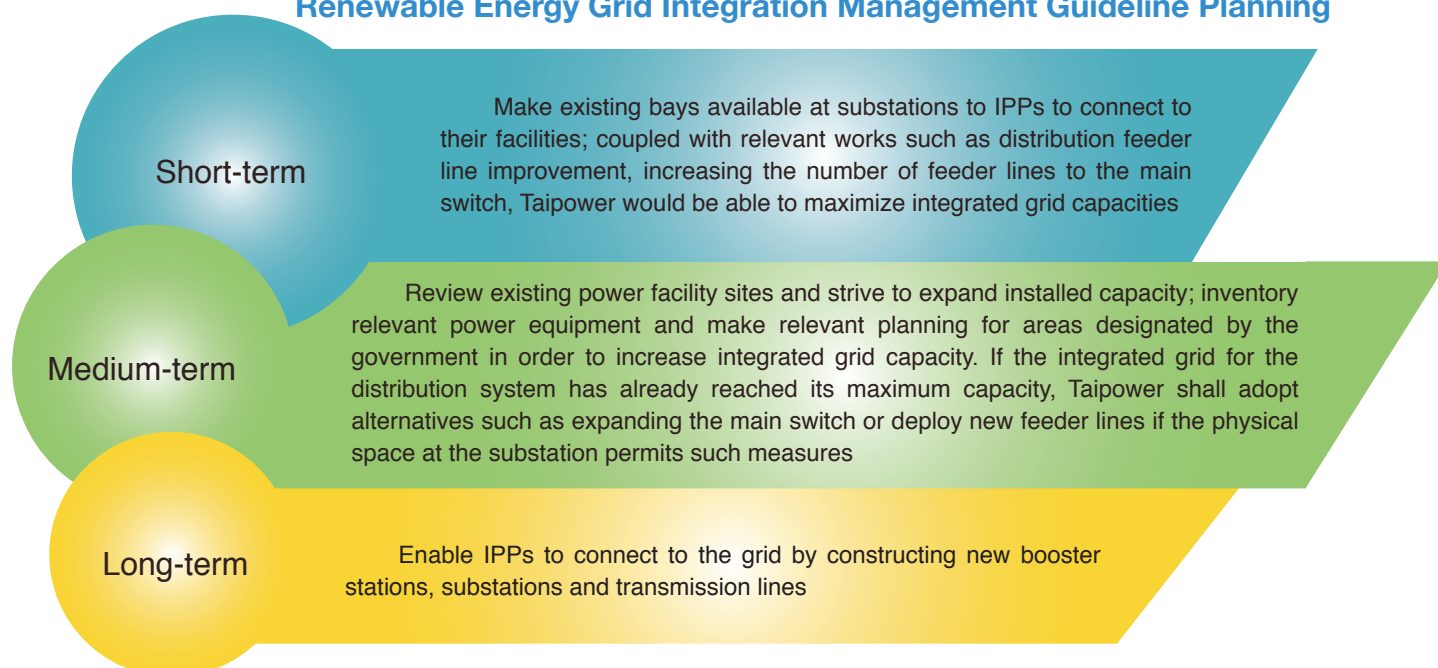 Renewable Energy Grid Integration Management Guideline Planning
Short-term
Make existing bays available at substations to IPPs to connect to
their facilities; coupled with relevant works such as distribution feeder
line improvement, increasing the number of feeder lines to the main
switch, Taipower would be able to maximize integrated grid capacities
Medium-term
Review existing power facility sites and strive to expand installed capacity; inventory
relevant power equipment and make relevant planning for areas designated by the
government in order to increase integrated grid capacity. If the integrated grid for the
distribution system has already reached its maximum capacity, Taipower shall adopt
alternatives such as expanding the main switch or deploy new feeder lines if the physical
space at the substation permits such measures
Long-term
Enable IPPs to connect to the grid by constructing new booster
stations, substations and transmission lines